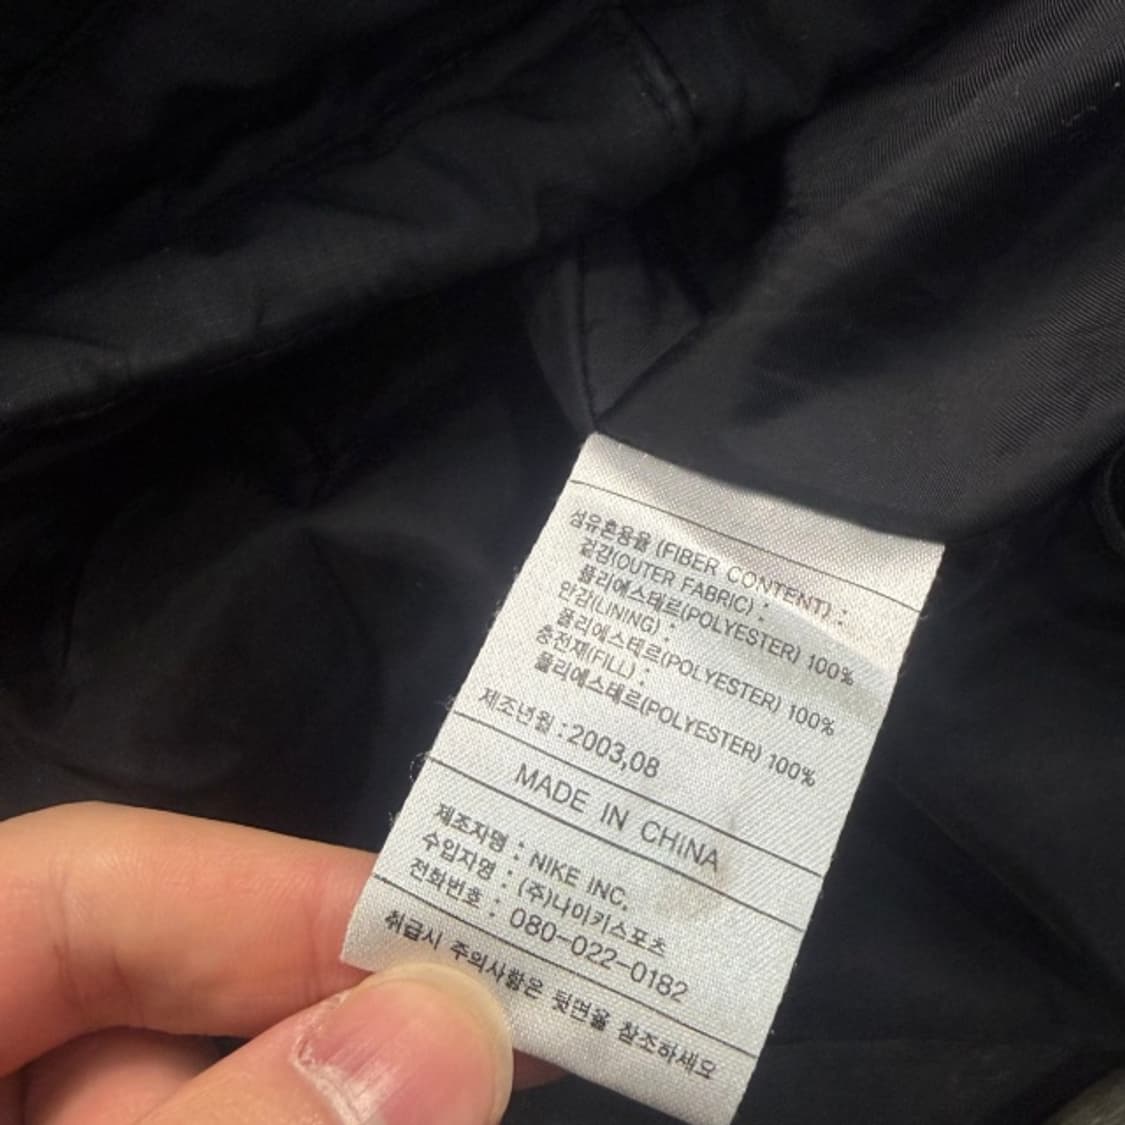 섬유혼용율 (FIBER CONTENT) :
겉감(OUTER FABRIC) :
폴리에스테르(POLYESTER) 100%
안감(LINING) :
폴리에스테르(POLYESTER) 100%
충전재(FILL) :
폴리에스테르(POLYESTER) 100%
제조년월 : 2003,08
MADE IN CHINA
제조자명 : NIKE INC.
수입자명 : (주)나이키스포츠
전화번호 : 080-022-0182
취급시 주의사항은 뒷면을 참조하세요